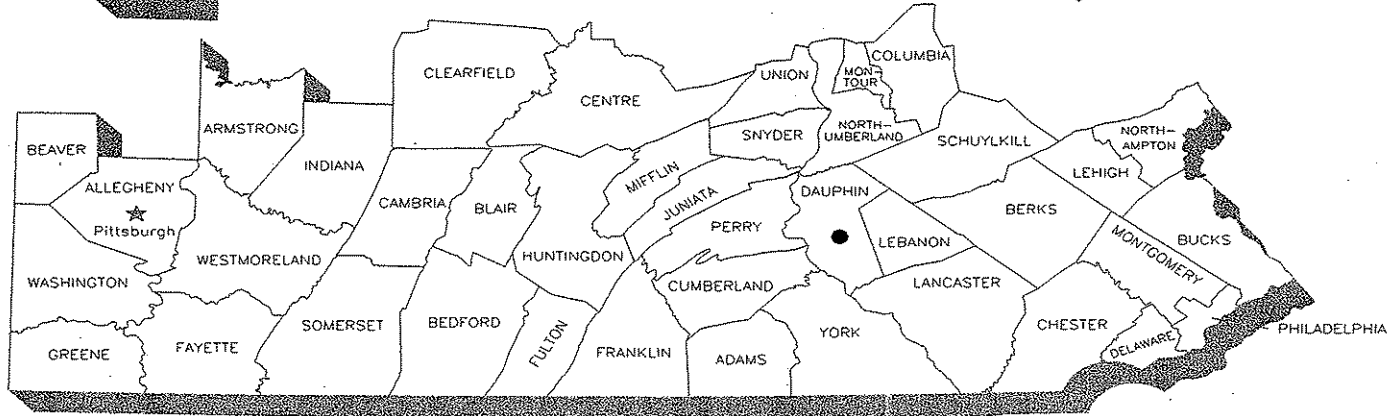 COLUMBIA
CLEARFIELD
UNION
MON-
TOUR
CENTRE
ARMSTRONG
SNYDER
NORTH-
UMBERLAND
SCHUYLKILL
NORTH-
AMPTON
BEAVER
INDIANA
MIFFLIN
LEHIGH
ALLEGHENY
Pittsburgh
CAMBRIA
BLAIR
JUNIATA
DAUPHIN
PERRY
BERKS
LEBANON
MONTGOMERY
BUCKS
WASHINGTON
WESTMORELAND
HUNTINGDON
CUMBERLAND
LANCASTER
SOMERSET
BEDFORD
FULTON
FRANKLIN
ADAMS
YORK
CHESTER
DELAWARE
PHILADELPHIA
GREENE
FAYETTE